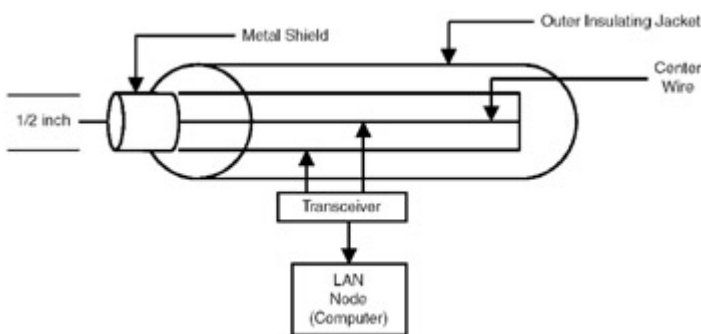 Metal Shield
Outer Insulating Jacket
Center
Wire
1/2 inch
Transceiver
LAN
Node
(Computer)